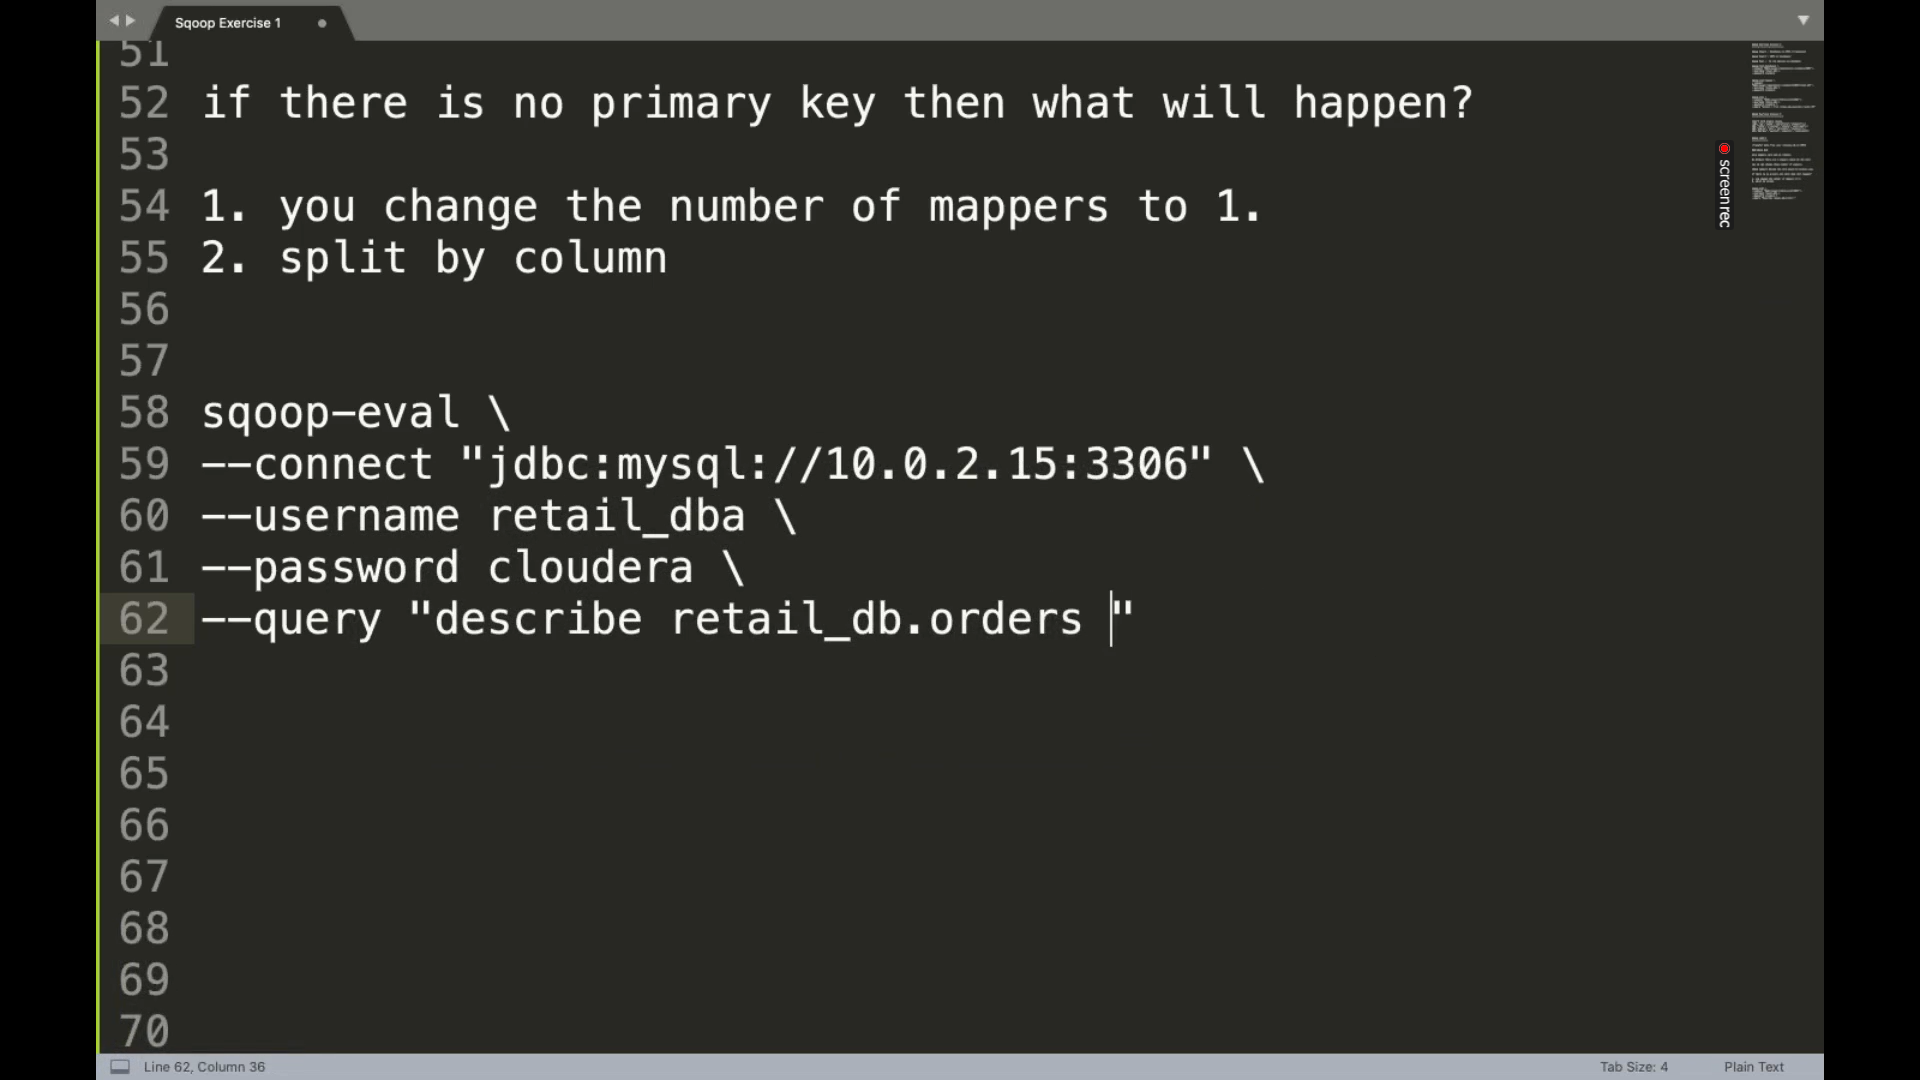 Sqoop Exercise 1
51
52 if there is no primary key then what will happen?
53
54 1. you change the number of mappers to 1.
55 2. split by column
56
57
58 sqoop-eval \
59 --connect "jdbc:mysql://10.0.2.15:3306" \
60 --username retail_dba \
61 --password cloudera \
62 --query "describe retail_db.orders "
63
64
65
66
67
68
69
70
screenrec
Line 62, Column 36
Tab Size: 4
Plain Text